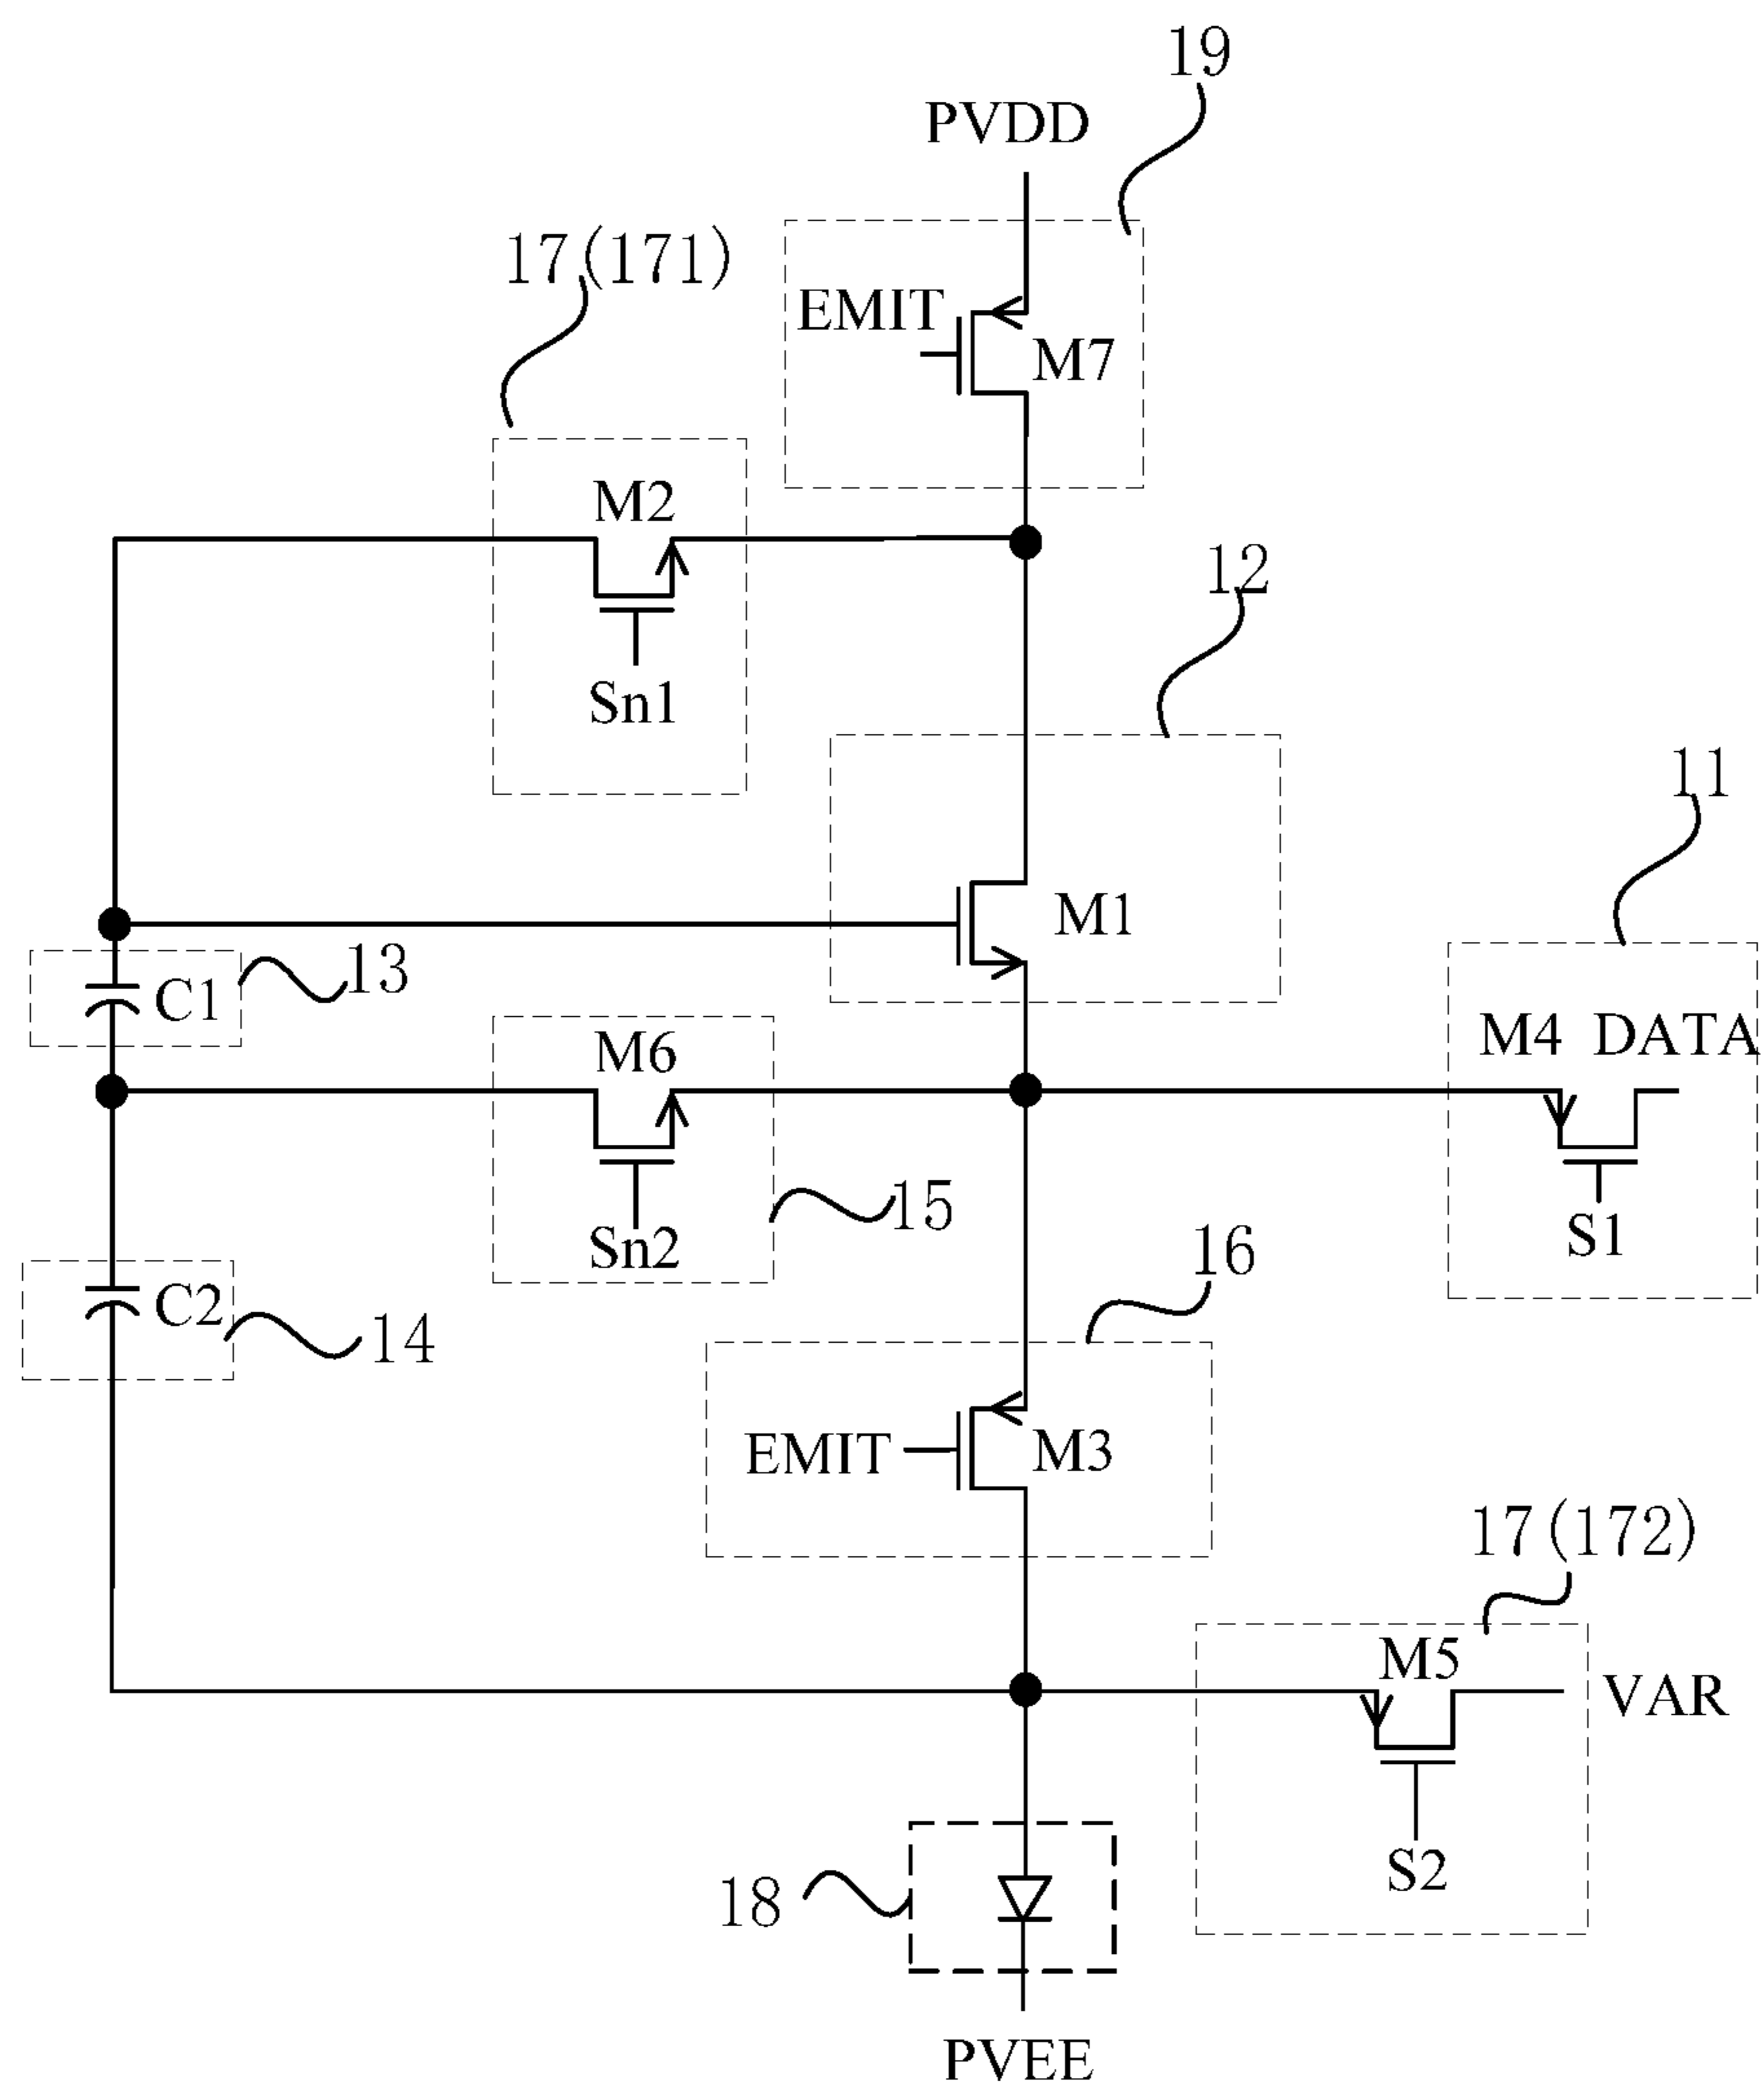 19
PVDD
17(171)
EMIT
M7
M2
12
Sn1
11
M1
13
C1
M4 DATA
M6
15
S1
Sn2
16
C2
14
EMIT
M3
17(172)
M5
VAR
S2
18
PVEE